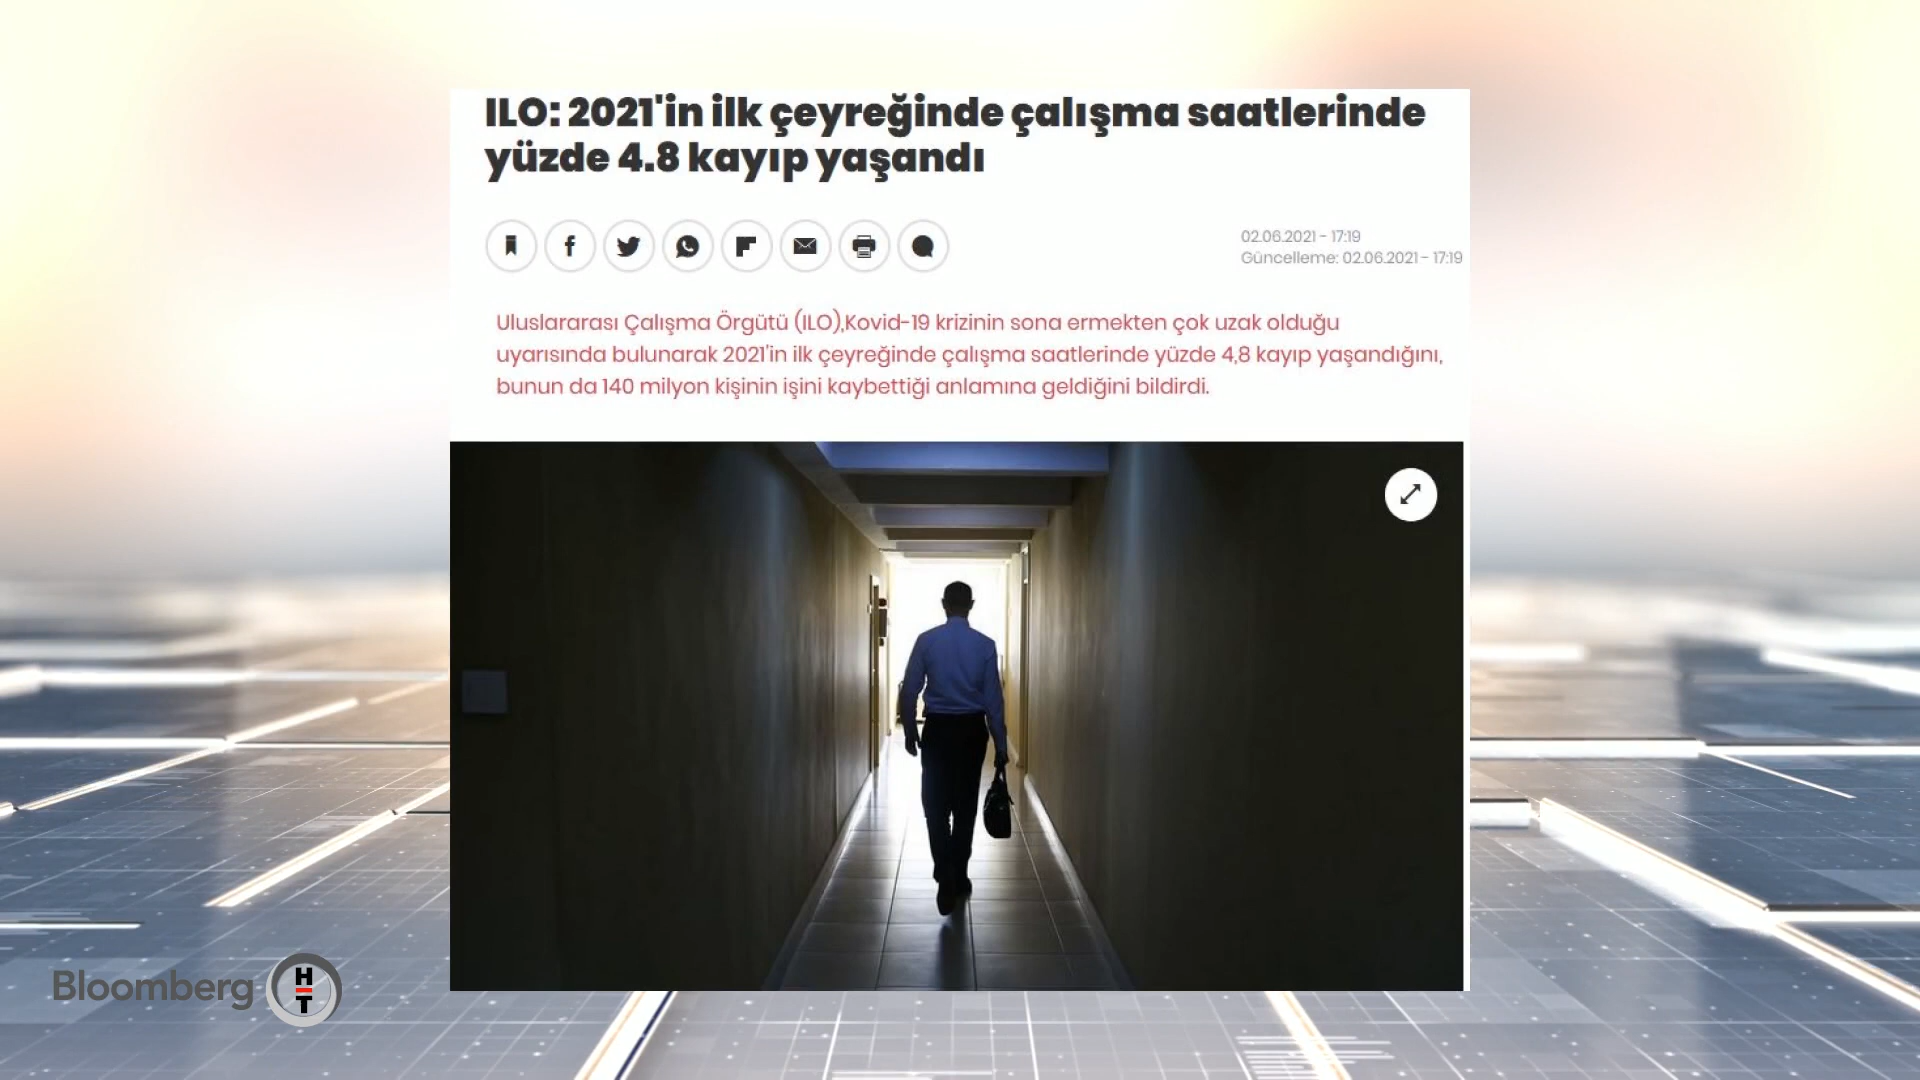 ILO: 2021'in ilk çeyreğinde çalışma saatlerinde
yüzde 4.8 kayıp yaşandı
02.06.2021 - 17:19
Güncelleme: 02.06.2021 - 17:19
Uluslararası Çalışma Örgütü (ILO),Kovid-19 krizinin sona ermekten çok uzak olduğu
uyarısında bulunarak 2021'in ilk çeyreğinde çalışma saatlerinde yüzde 4,8 kayıp yaşandığını,
bunun da 140 milyon kişinin işini kaybettiği anlamına geldiğini bildirdi.
Bloomberg HT